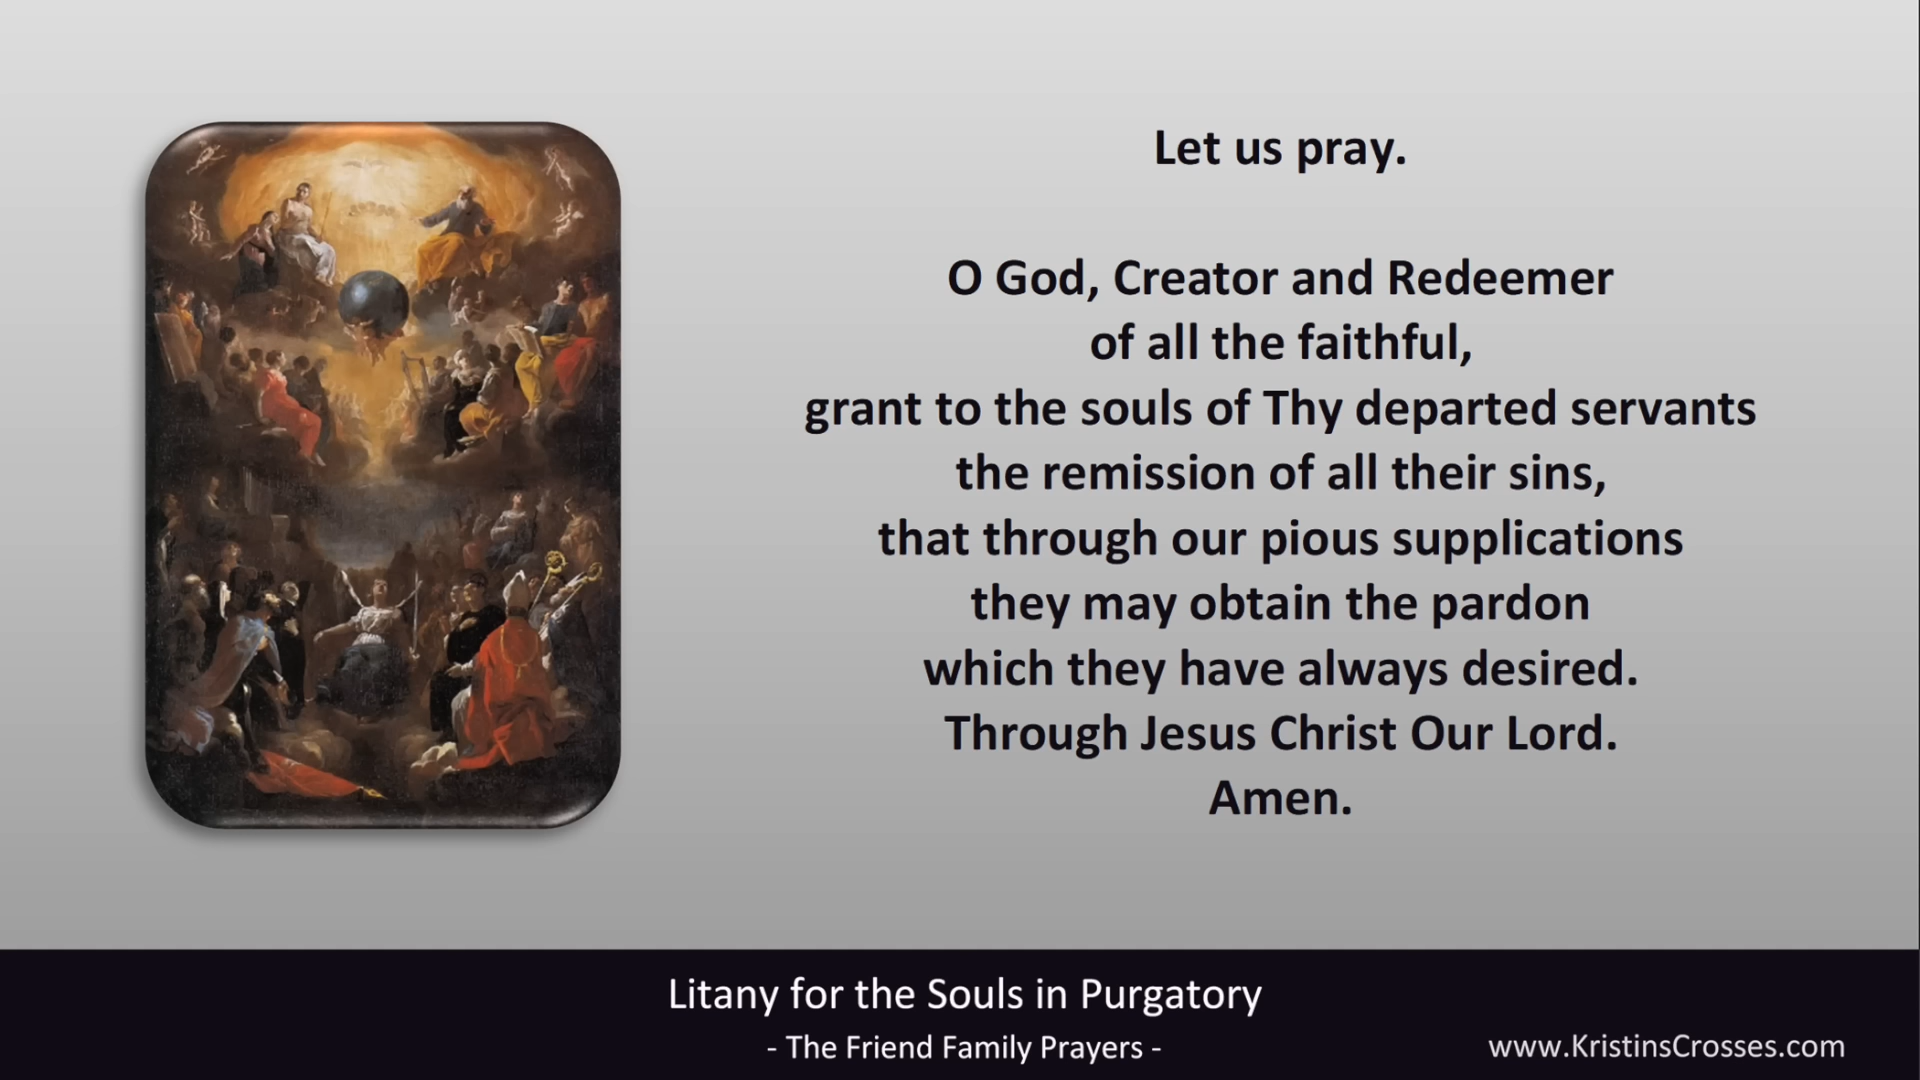 Let us pray.
O God, Creator and Redeemer
of all the faithful,
grant to the souls of Thy departed servants
the remission of all their sins,
that through our pious supplications
they may obtain the pardon
which they have always desired.
Through Jesus Christ Our Lord.
Amen.
Litany for the Souls in Purgatory
- The Friend Family Prayers -
www.KristinsCrosses.com